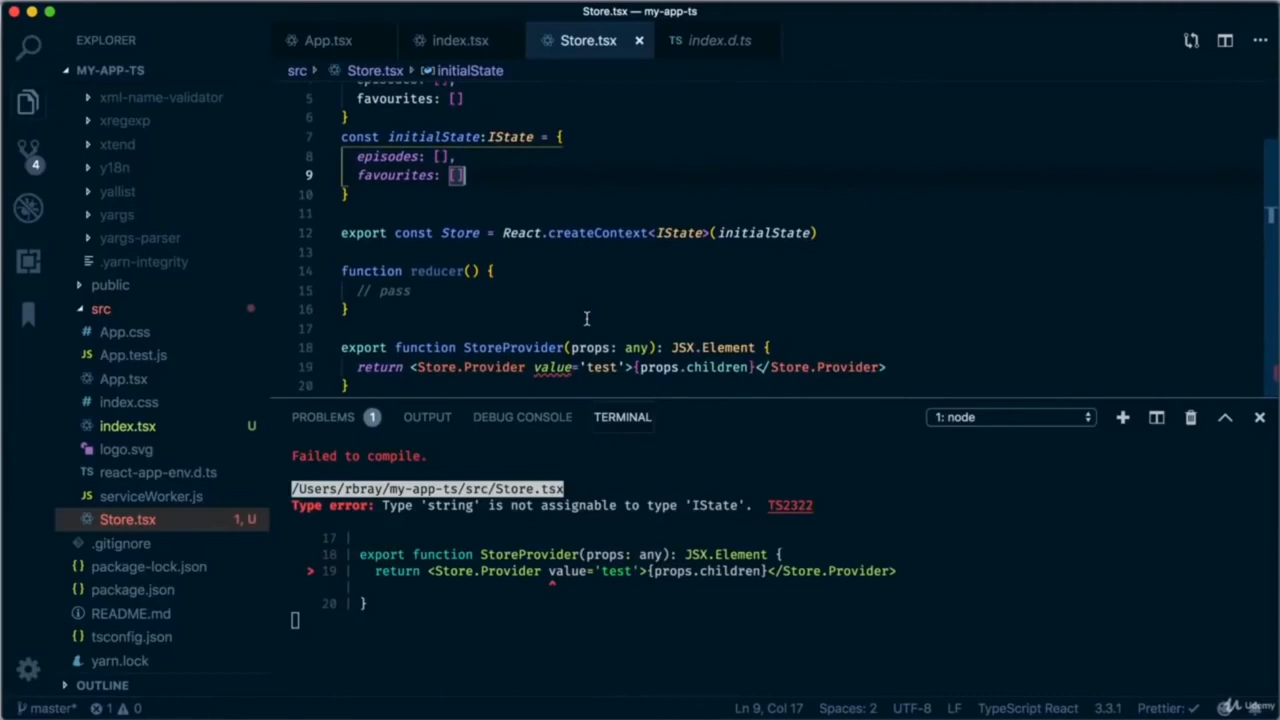 Store.tsx — my-app-ts
EXPLORER
App.tsx
index.tsx
Store.tsx
TS index.d.ts
MY-APP-TS
src
Store.tsx
initialState
xml-name-validator
xregexp
xtend
y18n
yallist
yargs
yargs-parser
.yarn-integrity
public
src
App.css
JS App.test.js
App.tsx
index.css
index.tsx U
logo.svg
react-app-env.d.ts
serviceWorker.js
Store.tsx 1, U
.gitignore
package-lock.json
package.json
README.md
tsconfig.json
yarn.lock
OUTLINE
4
episodes: [],
5 favourites: []
6 }
7 const initialState:IState = {
8 episodes: [],
9 favourites: []
10 }
11
12 export const Store = React.createContext<IState>(initialState)
13
14 function reducer() {
15 // pass
16 }
17
18 export function StoreProvider(props: any): JSX.Element {
19 return <Store.Provider value='test'>{props.children}</Store.Provider>
20 }
PROBLEMS 1 OUTPUT DEBUG CONSOLE TERMINAL 1: node
Failed to compile.
/Users/rbray/my-app-ts/src/Store.tsx
Type error: Type 'string' is not assignable to type 'IState'. TS2322
17 |
18 | export function StoreProvider(props: any): JSX.Element {
> 19 | return <Store.Provider value='test'>{props.children}</Store.Provider>
| ^
20 | }
master* 1 0 Ln 9, Col 17 Spaces: 2 UTF-8 LF TypeScript React 3.3.1 Prettier: ✓
Udemy